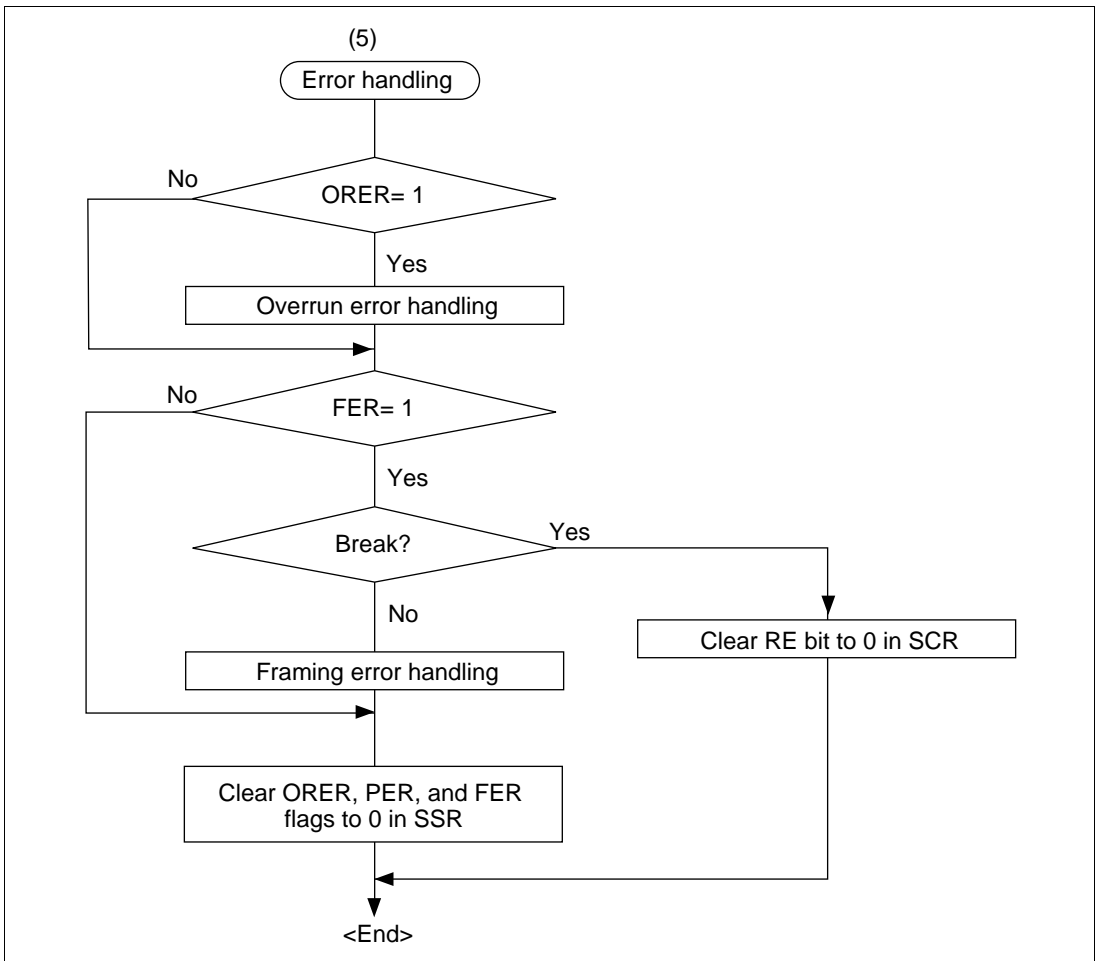 (5)
Error handling
No
ORER= 1
Yes
Overrun error handling
No
FER= 1
Yes
Break?
Yes
No
Clear RE bit to 0 in SCR
Framing error handling
Clear ORER, PER, and FER
flags to 0 in SSR
<End>